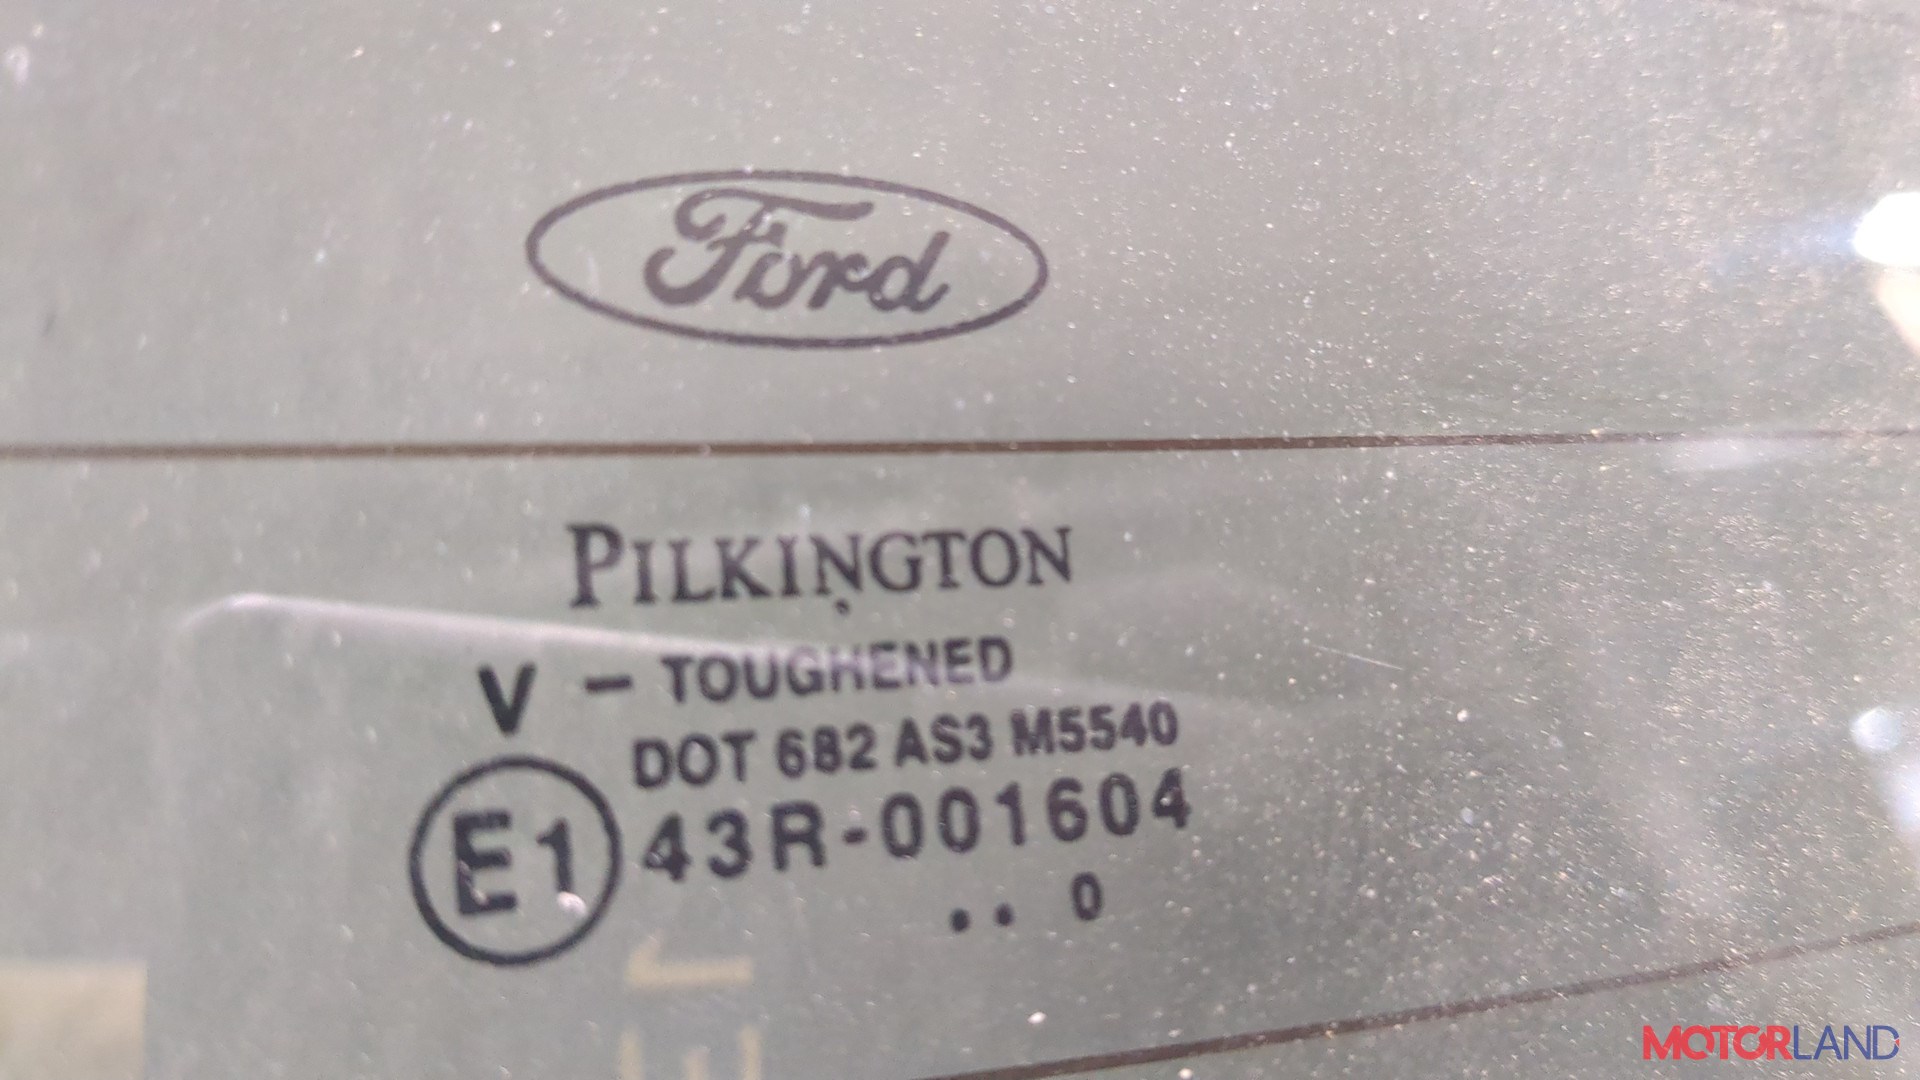 Ford
PILKINGTON
V - TOUGHENED
DOT 682 AS3 M5540
E1 43R-001604
.. 0
MOTORLAND